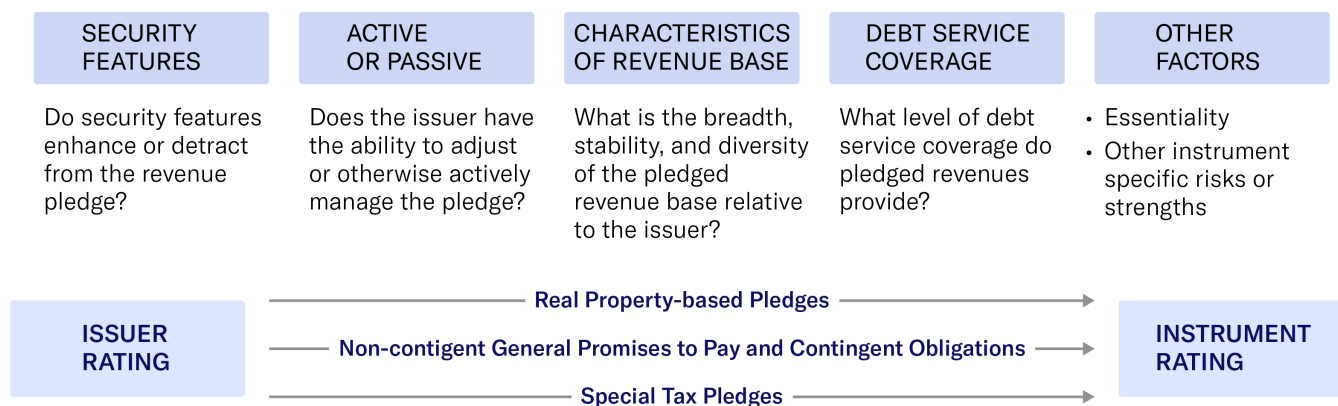 SECURITY
FEATURES
Do security features
enhance or detract
from the revenue
pledge?
ACTIVE
OR PASSIVE
Does the issuer have
the ability to adjust
or otherwise actively
manage the pledge?
CHARACTERISTICS
OF REVENUE BASE
What is the breadth,
stability, and diversity
of the pledged
revenue base relative
to the issuer?
DEBT SERVICE
COVERAGE
What level of debt
service coverage do
pledged revenues
provide?
OTHER
FACTORS
• Essentiality
• Other instrument
specific risks or
strengths
ISSUER
RATING
Real Property-based Pledges
Non-contigent General Promises to Pay and Contingent Obligations
Special Tax Pledges
INSTRUMENT
RATING